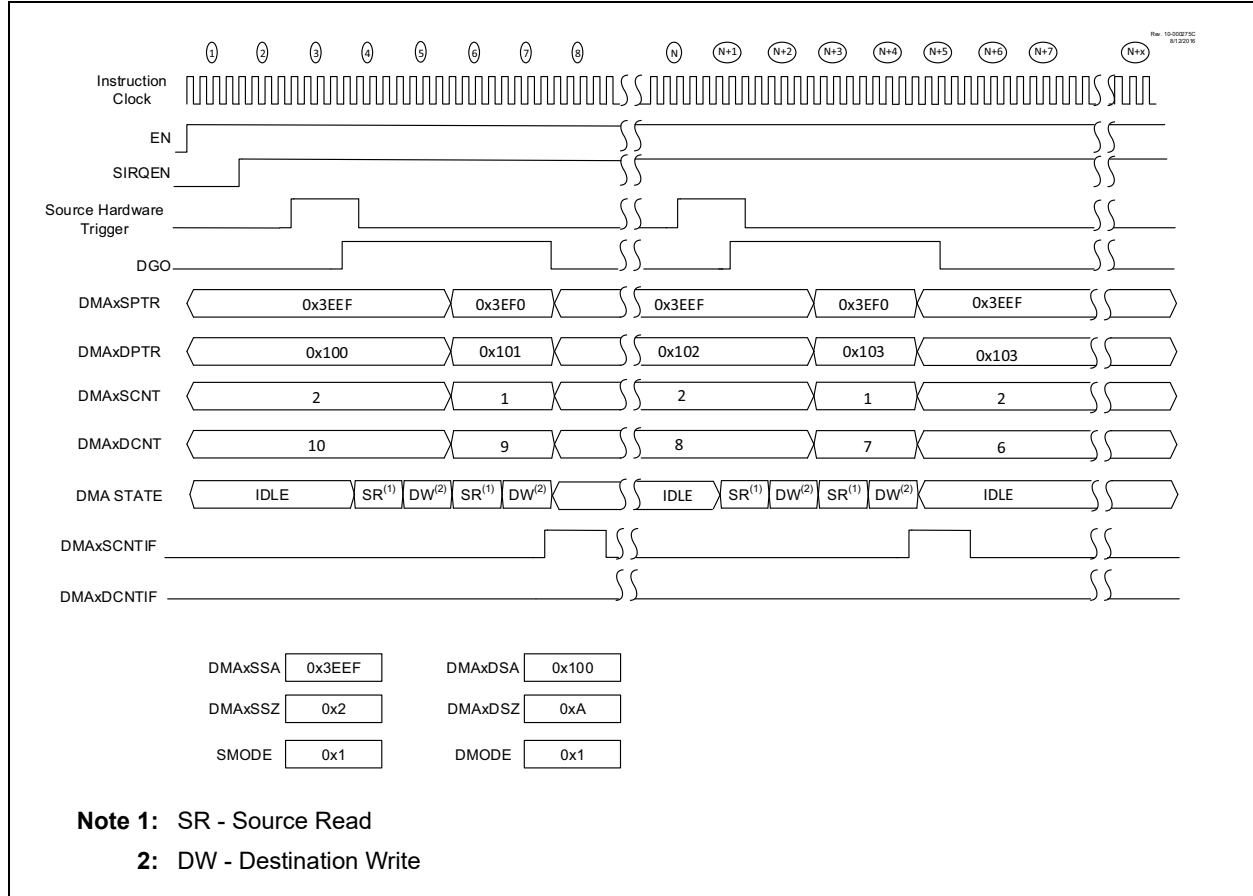 Rev. 10-000275C
8/12/2016
1 2 3 4 5 6 7 8 N N+1 N+2 N+3 N+4 N+5 N+6 N+7 N+x
Instruction
Clock
EN
SIRQEN
Source Hardware
Trigger
DGO
DMAxSPTR 0x3EEF 0x3EF0 0x3EEF 0x3EF0 0x3EEF
DMAxDPTR 0x100 0x101 0x102 0x103 0x103
DMAxSCNT 2 1 2 1 2
DMAxDCNT 10 9 8 7 6
DMA STATE IDLE SR(1) DW(2) SR(1) DW(2) IDLE SR(1) DW(2) SR(1) DW(2) IDLE
DMAxSCNTIF
DMAxDCNTIF
DMAxSSA 0x3EEF DMAxDSA 0x100
DMAxSSZ 0x2 DMAxDSZ 0xA
SMODE 0x1 DMODE 0x1
Note 1: SR - Source Read
2: DW - Destination Write